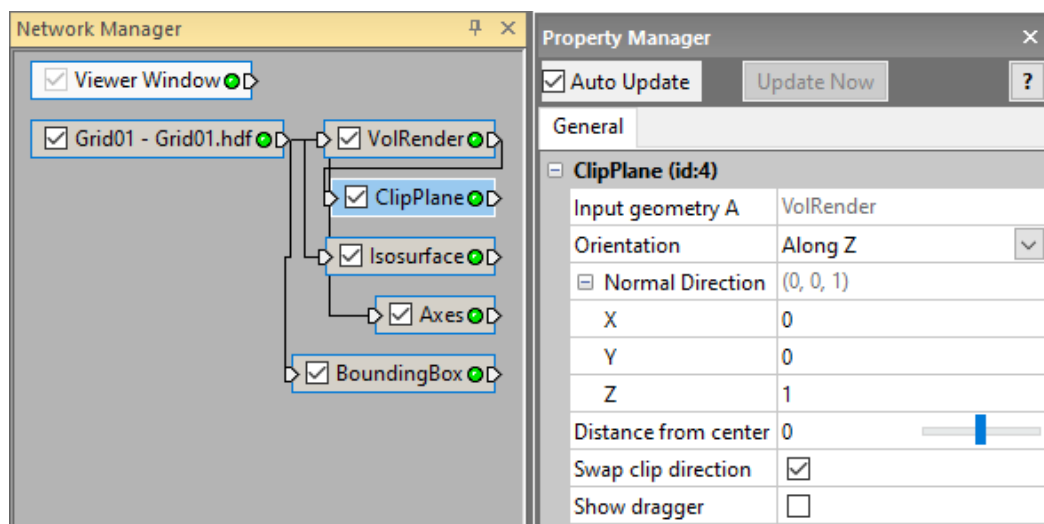 Network Manager
Viewer Window
Grid01 - Grid01.hdf
VolRender
ClipPlane
Isosurface
Axes
BoundingBox
Property Manager
Auto Update
Update Now
?
General
ClipPlane (id:4)
Input geometry A VolRender
Orientation Along Z
Normal Direction (0, 0, 1)
X 0
Y 0
Z 1
Distance from center 0
Swap clip direction
Show dragger